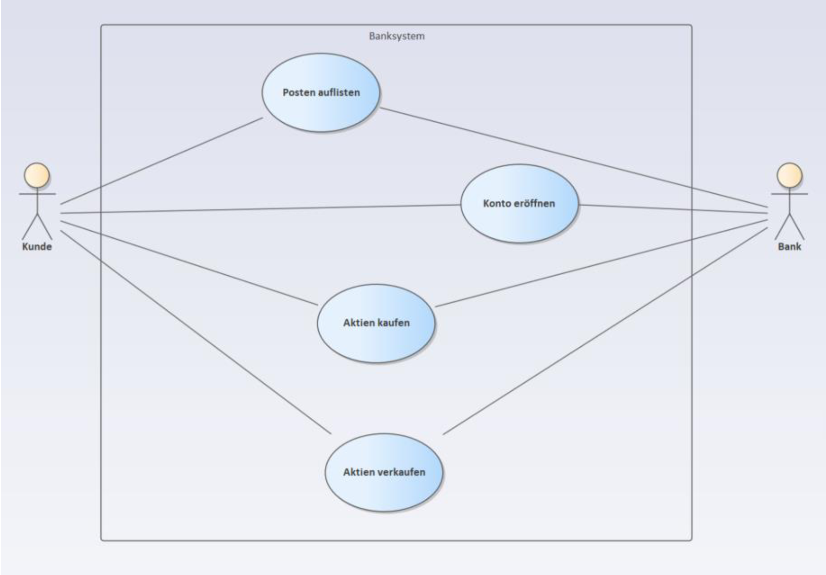 Banksystem
Posten auflisten
Konto eröffnen
Kunde
Bank
Aktien kaufen
Aktien verkaufen